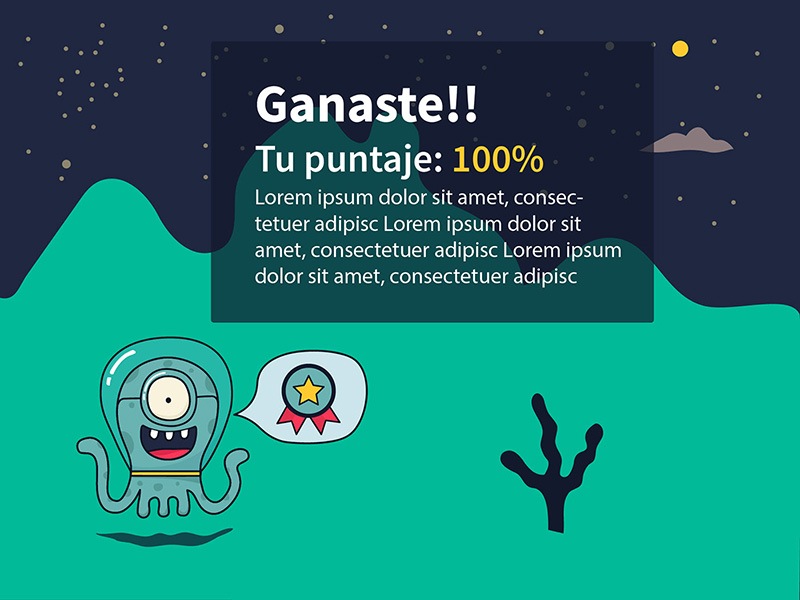 Ganaste!!
Tu puntaje: 100%
Lorem ipsum dolor sit amet, consec-
tetuer adipisc Lorem ipsum dolor sit
amet, consectetuer adipisc Lorem ipsum
dolor sit amet, consectetuer adipisc